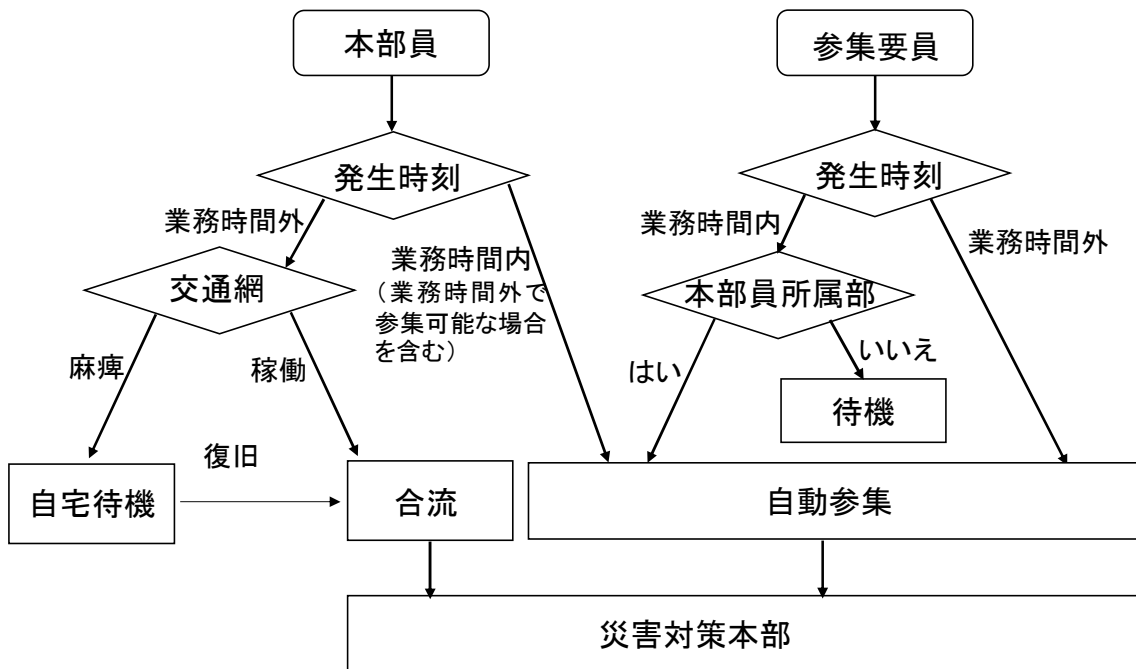 本部員
参集要員
発生時刻
発生時刻
業務時間外
業務時間内
（業務時間外で
参集可能な場合
を含む）
業務時間内
業務時間外
交通網
本部員所属部
麻痺
稼働
はい
いいえ
待機
復旧
自宅待機
合流
自動参集
災害対策本部